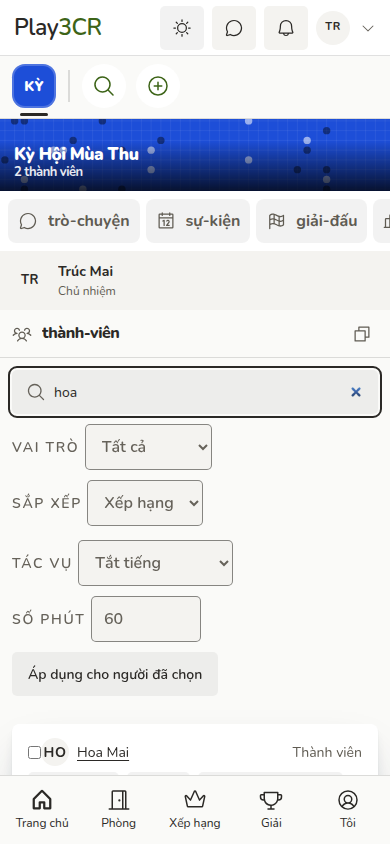 Play3CR
TR
KỲ
Kỳ Hội Mùa Thu
2 thành viên
trò-chuyện
12 sự-kiện
giải-đấu
TR
Trúc Mai
Chủ nhiệm
thành-viên
hoa
VAI TRÒ Tất cả
SẮP XẾP Xếp hạng
TÁC VỤ Tắt tiếng
SỐ PHÚT 60
Áp dụng cho người đã chọn
HO Hoa Mai Thành viên
Trang chủ Phòng Xếp hạng Giải Tôi